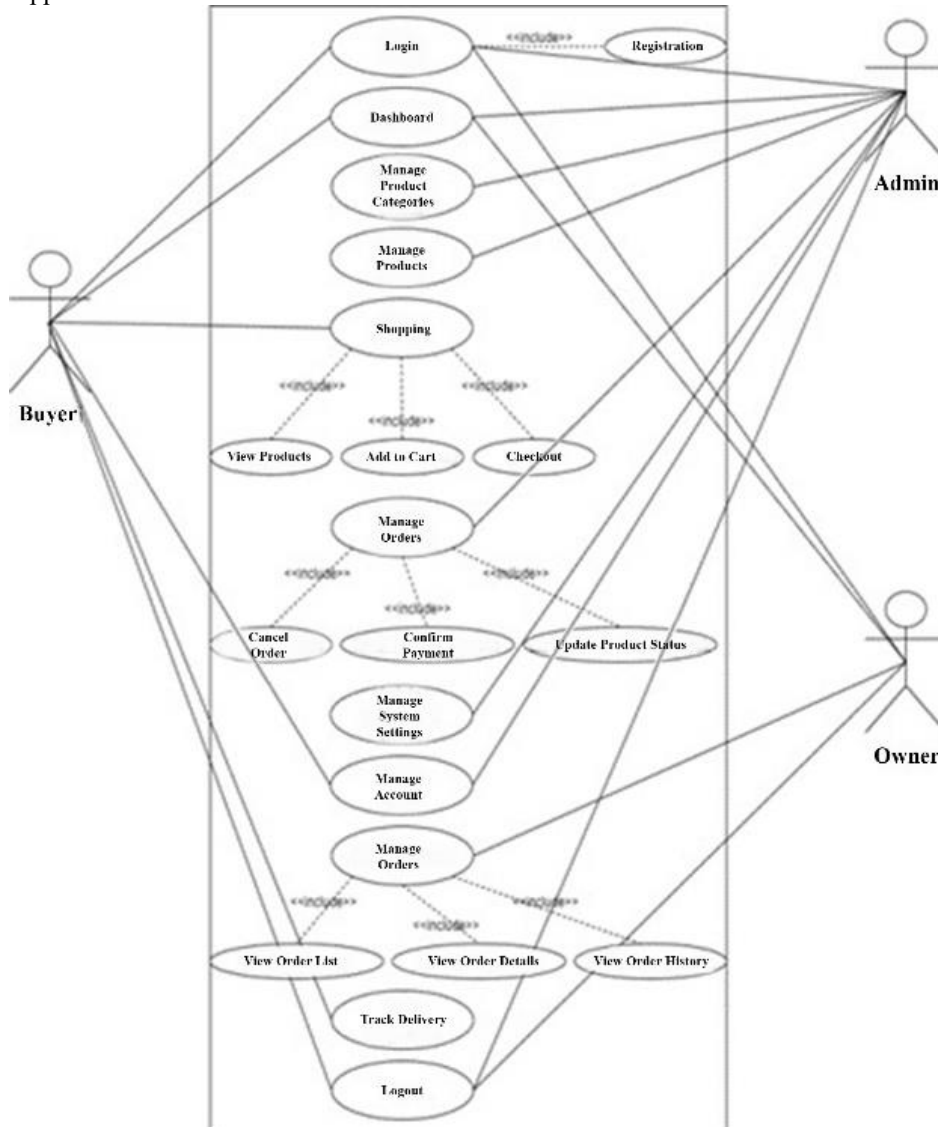 Login
<<include>>
Registration
Dashboard
Manage
Product
Categories
Admin
Manage
Products
Shopping
Buyer
<<include>>
<<include>>
<<include>>
View Products
Add to Cart
Checkout
Manage
Orders
<<include>>
<<include>>
<<include>>
Cancel
Order
Confirm
Payment
Update Product Status
Manage
System
Settings
Owner
Manage
Account
Manage
Orders
<<include>>
<<include>>
<<include>>
View Order List
View Order Details
View Order History
Track Delivery
Logout